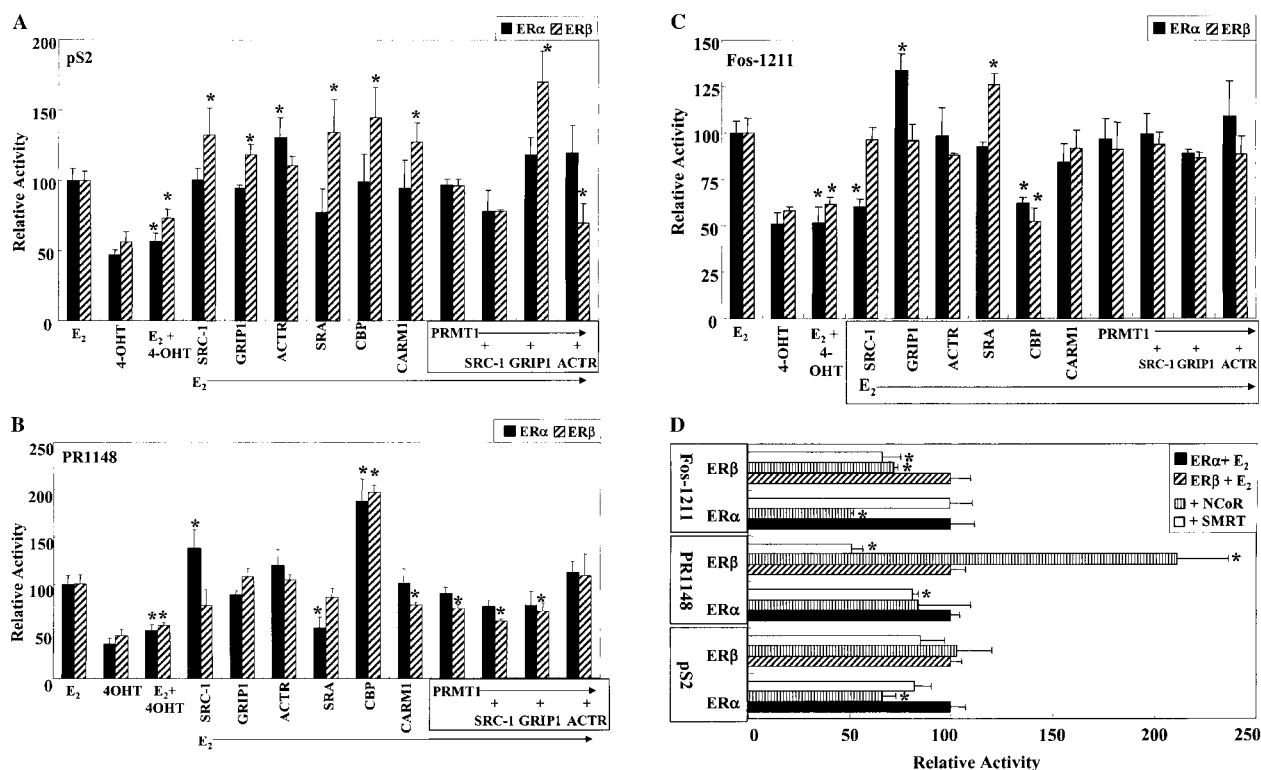 A
ERα ERβ
pS2
200
150
100
50
0
Relative Activity
E2
4-OHT
E2 +
4-OHT
SRC-1
GRIP1
ACTR
SRA
CBP
CARM1
PRMT1
+ + +
SRC-1 GRIP1 ACTR
E2
B
ERα ERβ
PR1148
250
200
150
100
50
0
Relative Activity
E2
4OHT
E2+
4OHT
SRC-1
GRIP1
ACTR
SRA
CBP
CARM1
PRMT1
+ + +
SRC-1 GRIP1 ACTR
E2
C
ERα ERβ
Fos-1211
150
125
100
75
50
25
0
Relative Activity
E2
4-OHT
E2 +
4-
OHT
SRC-1
GRIP1
ACTR
SRA
CBP
CARM1
PRMT1
+ + +
SRC-1 GRIP1 ACTR
E2
D
Fos-1211
ERβ
ERα
PR1148
ERβ
ERα
pS2
ERβ
ERα
ERα+ E2
ERβ + E2
+ NCoR
+ SMRT
0 50 100 150 200 250
Relative Activity